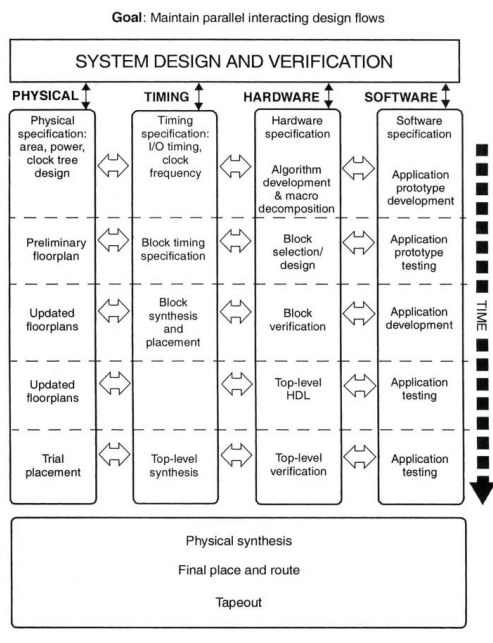 Goal: Maintain parallel interacting design flows
SYSTEM DESIGN AND VERIFICATION
PHYSICAL
TIMING
HARDWARE
SOFTWARE
Physical
specification:
area, power,
clock tree
design
Timing
specification:
I/O timing,
clock
frequency
Hardware
specification
Algorithm
development
& macro
decomposition
Software
specification
Application
prototype
development
Preliminary
floorplan
Block timing
specification
Block
selection/
design
Application
prototype
testing
Updated
floorplans
Block
synthesis
and
placement
Block
verification
Application
development
Updated
floorplans
Top-level
HDL
Application
testing
Trial
placement
Top-level
synthesis
Top-level
verification
Application
testing
TIME
Physical synthesis
Final place and route
Tapeout